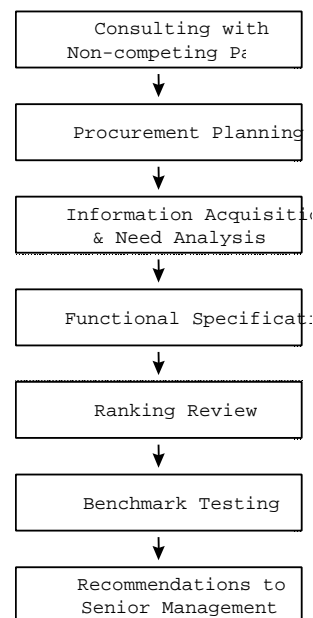 Consulting with
Non-competing Pa
Procurement Planning
Information Acquisitio
& Need Analysis
Functional Specificati
Ranking Review
Benchmark Testing
Recommendations to
Senior Management